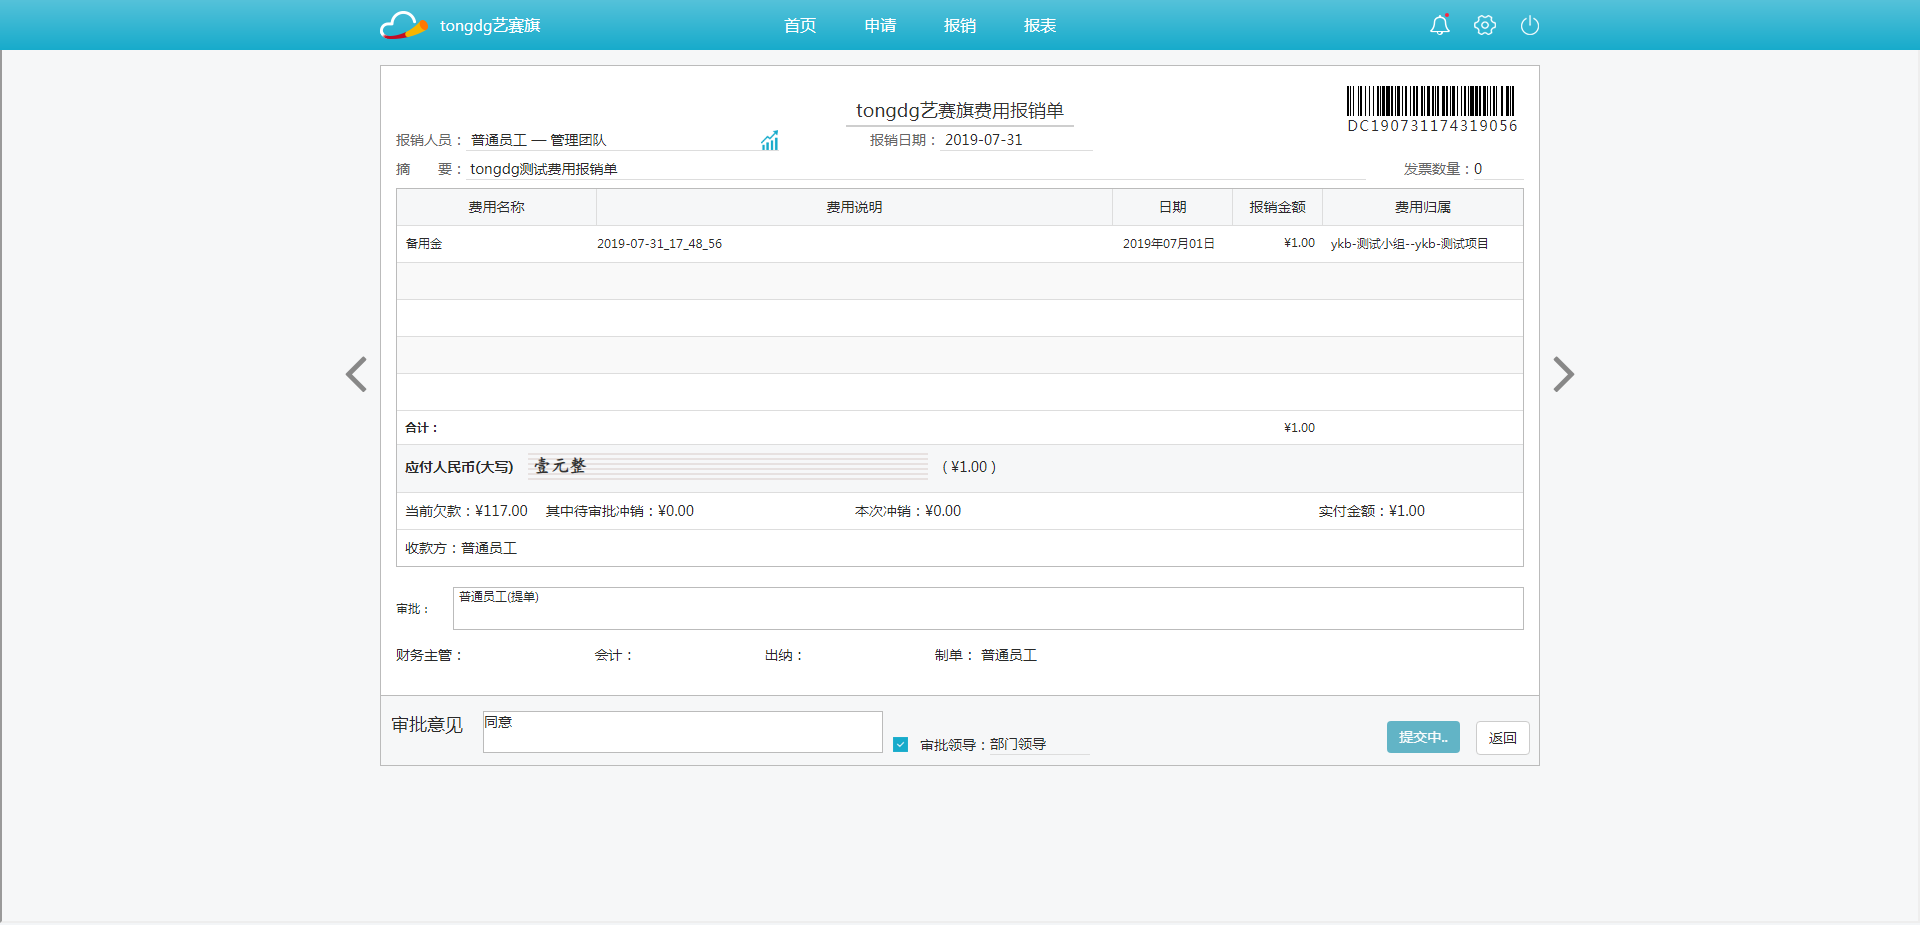 tongdg艺赛旗 首页 申请 报销 报表
tongdg艺赛旗费用报销单
DC190731174319056
报销人员： 普通员工 — 管理团队 报销日期： 2019-07-31
摘 要： tongdg测试费用报销单 发票数量：0
费用名称 费用说明 日期 报销金额 费用归属
备用金 2019-07-31_17_48_56 2019年07月01日 ¥1.00 ykb-测试小组--ykb-测试项目
合计： ¥1.00
应付人民币(大写) 壹元整 ( ¥1.00 )
当前欠款：¥117.00 其中待审批冲销：¥0.00 本次冲销：¥0.00 实付金额：¥1.00
收款方：普通员工
审批： 普通员工(提单)
财务主管： 会计： 出纳： 制单： 普通员工
审批意见 同意 审批领导：部门领导 提交中.. 返回